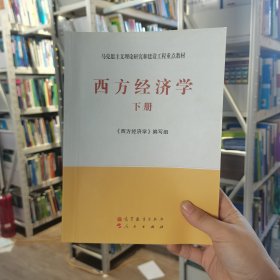 马克思主义理论研究和建设工程重点教材
西方经济学
下册
《西方经济学》编写组
高等教育出版社
人民出版社